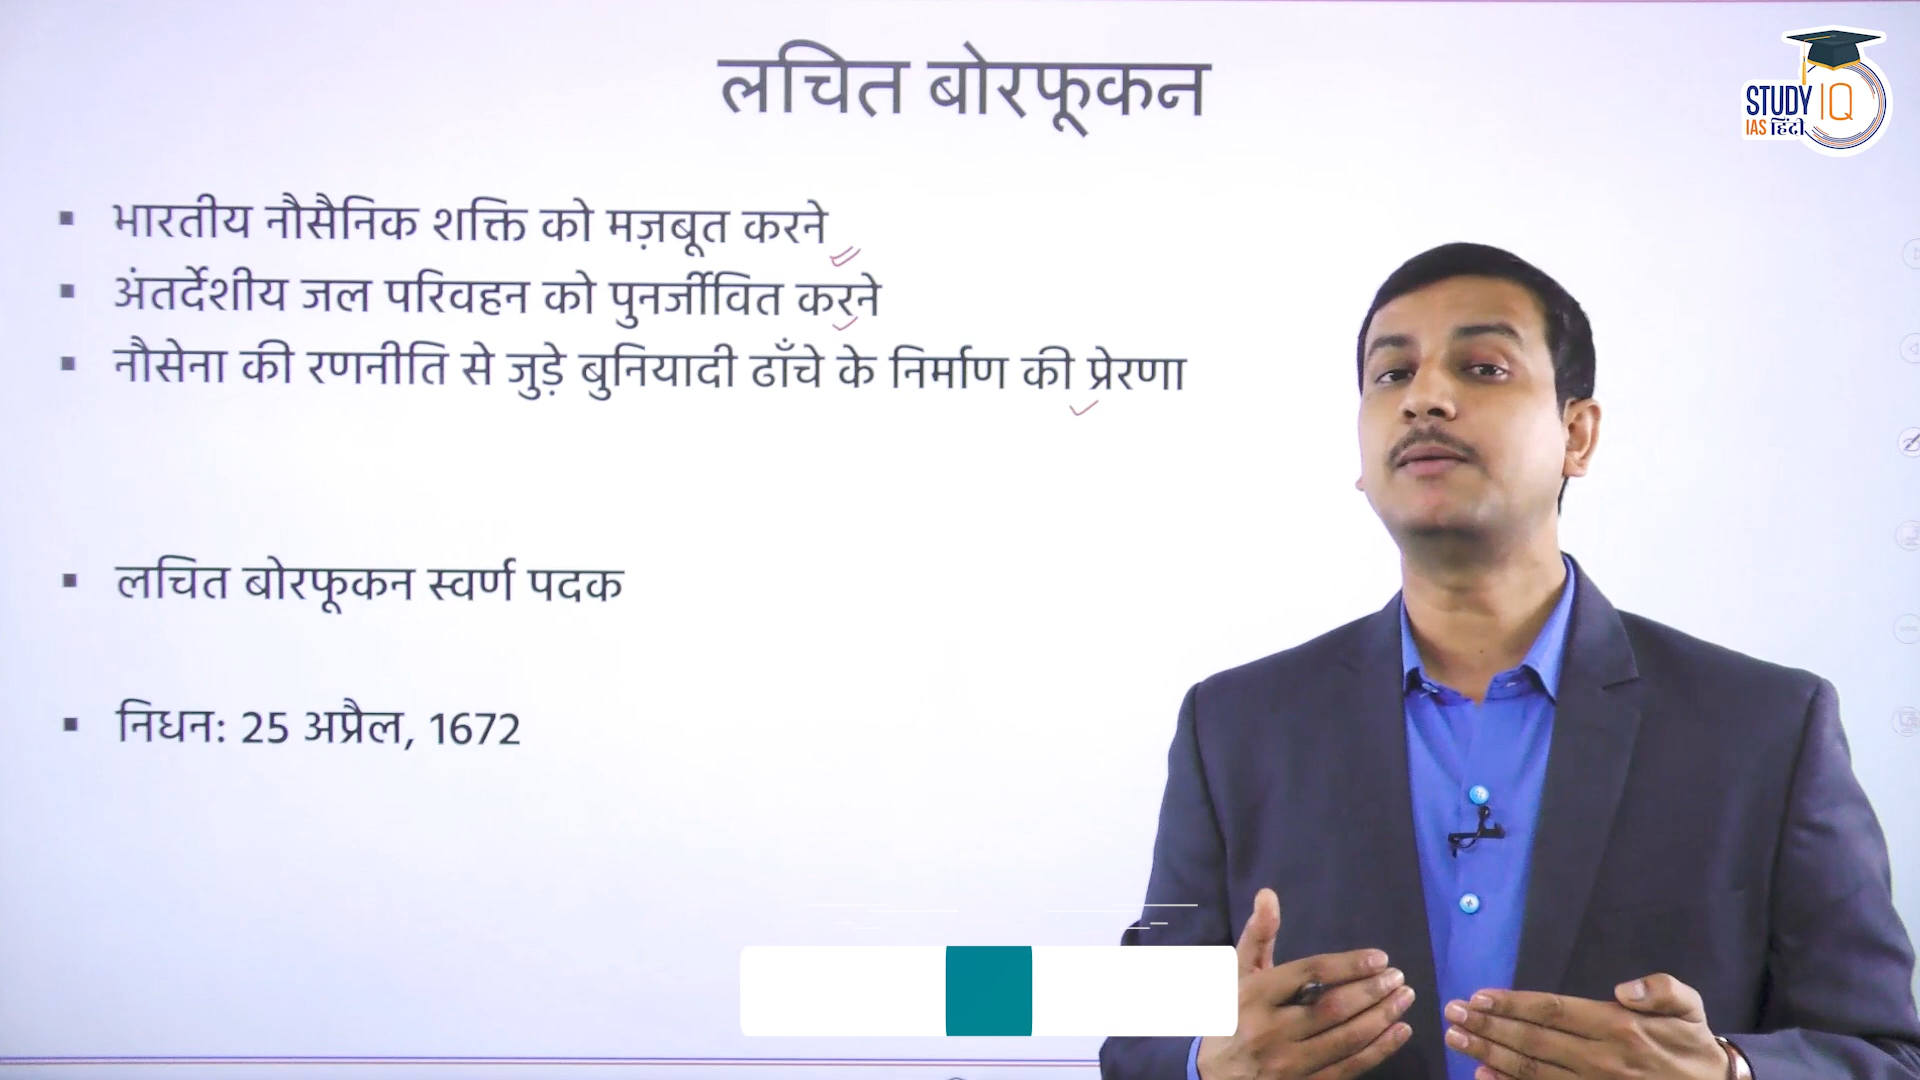 लचित बोरफूकन
STUDY IQ
IAS हिंदी
भारतीय नौसैनिक शक्ति को मज़बूत करने
अंतर्देशीय जल परिवहन को पुनर्जीवित करने
नौसेना की रणनीति से जुड़े बुनियादी ढाँचे के निर्माण की प्रेरणा
लचित बोरफूकन स्वर्ण पदक
निधन: 25 अप्रैल, 1672